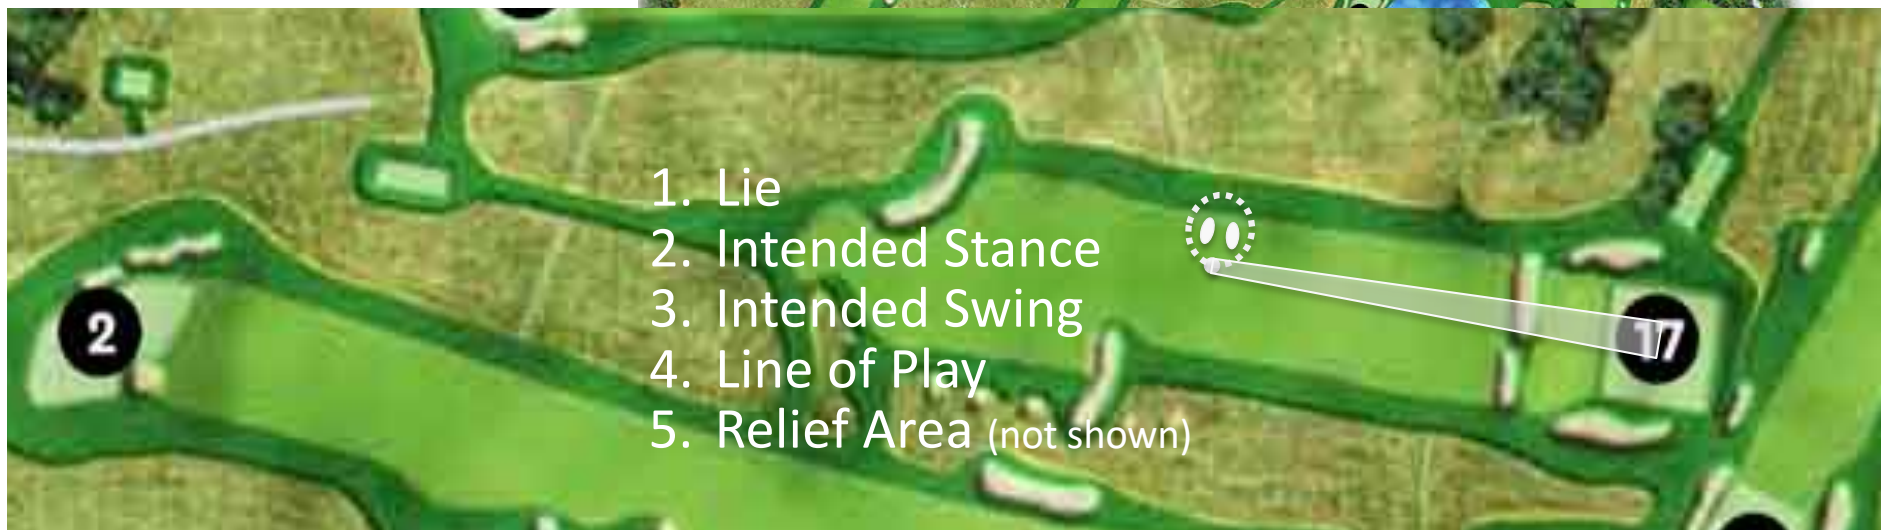 1. Lie
2. Intended Stance
3. Intended Swing
4. Line of Play
5. Relief Area (not shown)
2
17